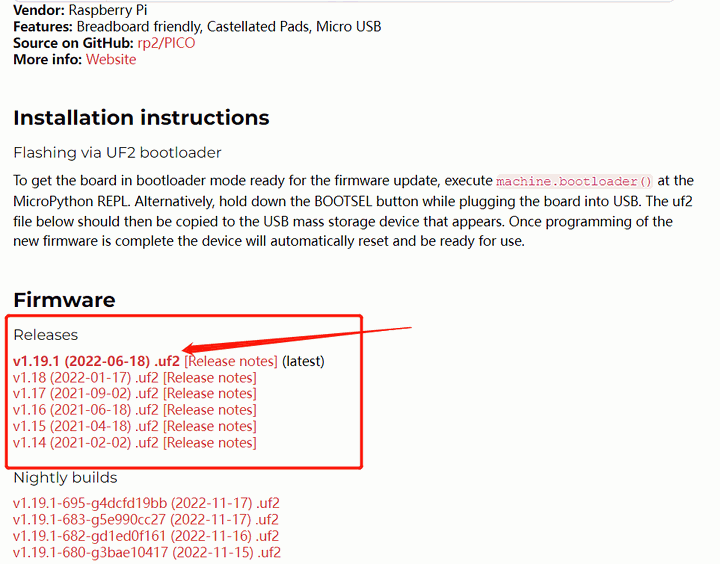 Vendor: Raspberry Pi
Features: Breadboard friendly, Castellated Pads, Micro USB
Source on GitHub: rp2/PICO
More info: Website
Installation instructions
Flashing via UF2 bootloader
To get the board in bootloader mode ready for the firmware update, execute machine.bootloader() at the
MicroPython REPL. Alternatively, hold down the BOOTSEL button while plugging the board into USB. The uf2
file below should then be copied to the USB mass storage device that appears. Once programming of the
new firmware is complete the device will automatically reset and be ready for use.
Firmware
Releases
v1.19.1 (2022-06-18) .uf2 [Release notes] (latest)
v1.18 (2022-01-17) .uf2 [Release notes]
v1.17 (2021-09-02) .uf2 [Release notes]
v1.16 (2021-06-18) .uf2 [Release notes]
v1.15 (2021-04-18) .uf2 [Release notes]
v1.14 (2021-02-02) .uf2 [Release notes]
Nightly builds
v1.19.1-695-g4dcfd19bb (2022-11-17) .uf2
v1.19.1-683-g5e990cc27 (2022-11-17) .uf2
v1.19.1-682-gd1ed0f161 (2022-11-16) .uf2
v1.19.1-680-g3bae10417 (2022-11-15) .uf2